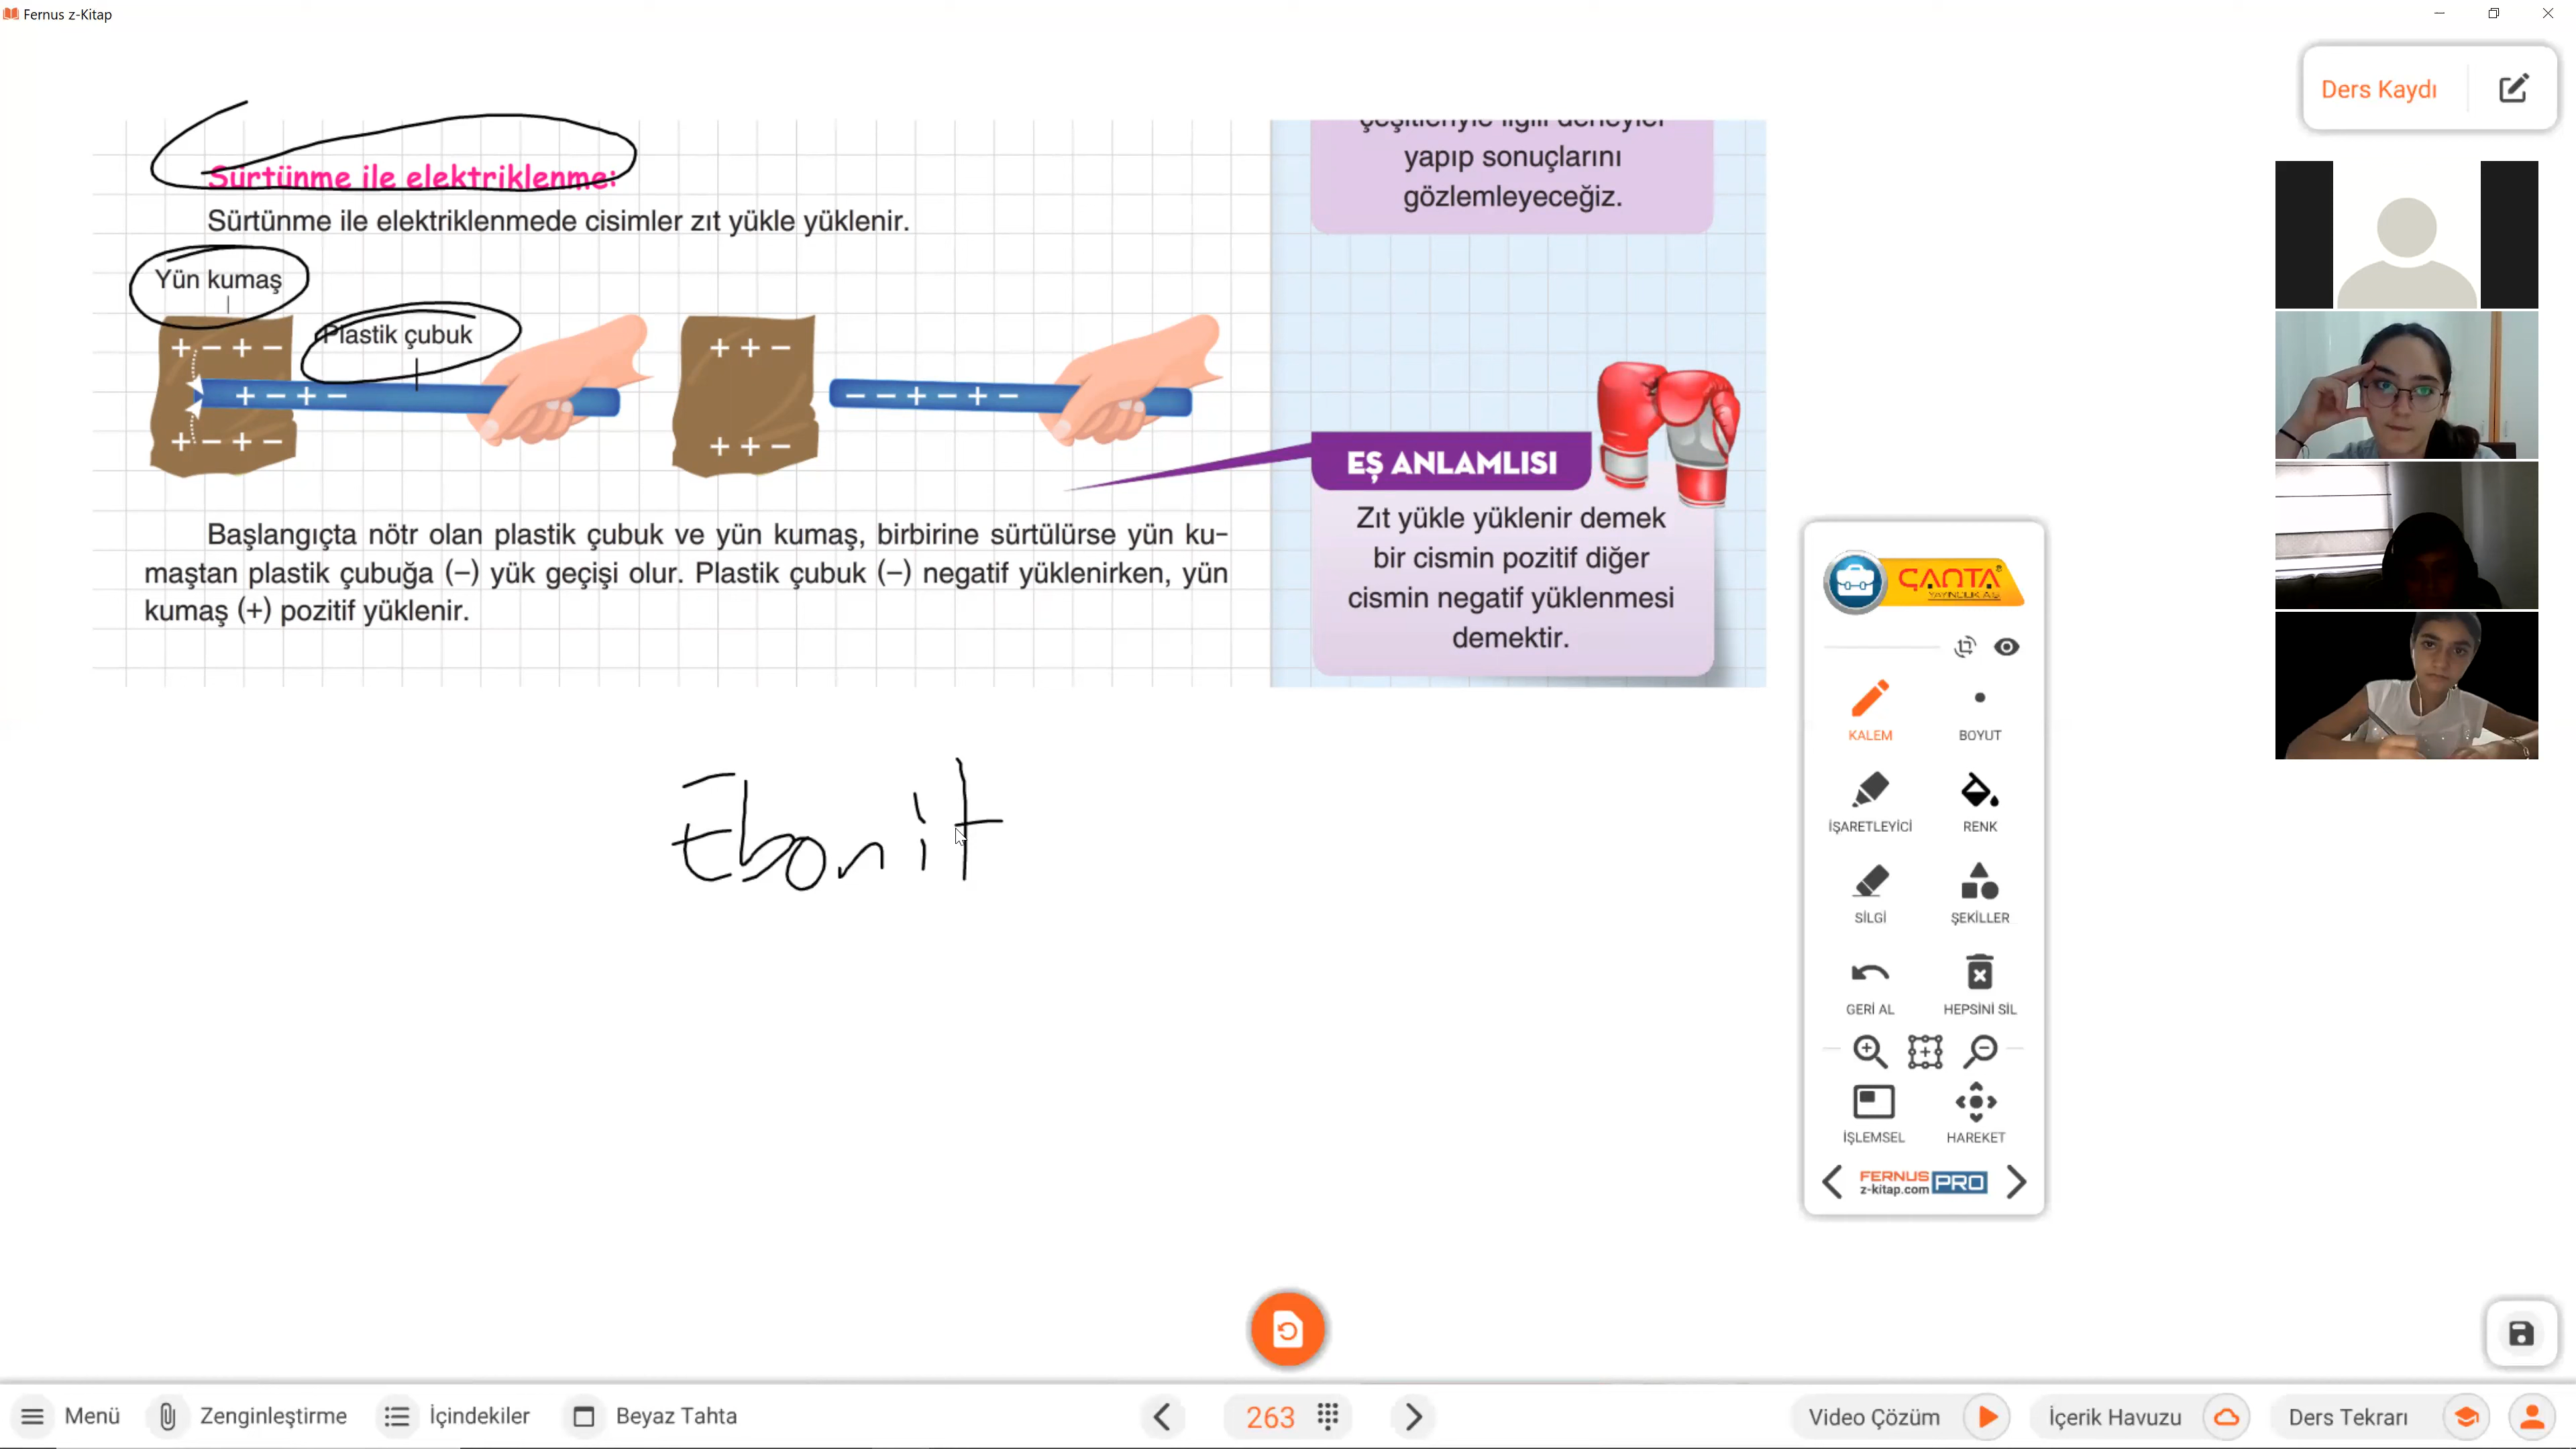 Fernus z-Kitap
Ders Kaydı
yapıp sonuçlarını
gözlemleyeceğiz.
Sürtünme ile elektriklenme:
Sürtünme ile elektriklenmede cisimler zıt yükle yüklenir.
Yün kumaş
Plastik çubuk
+ − + −
+ − + −
+ − + −
+ + −
− − + − + −
+ + −
Başlangıçta nötr olan plastik çubuk ve yün kumaş, birbirine sürtülürse yün ku-
maştan plastik çubuğa (–) yük geçişi olur. Plastik çubuk (–) negatif yüklenirken, yün
kumaş (+) pozitif yüklenir.
EŞ ANLAMLISI
Zıt yükle yüklenir demek
bir cismin pozitif diğer
cismin negatif yüklenmesi
demektir.
Ebonit
ÇANTA
YAYINCILIK A.Ş.
KALEM
BOYUT
İŞARETLEYİCİ
RENK
SİLGİ
ŞEKİLLER
GERİ AL
HEPSİNİ SİL
İŞLEMSEL
HAREKET
FERNUS PRO
z-kitap.com
Menü
Zenginleştirme
İçindekiler
Beyaz Tahta
263
Video Çözüm
İçerik Havuzu
Ders Tekrarı